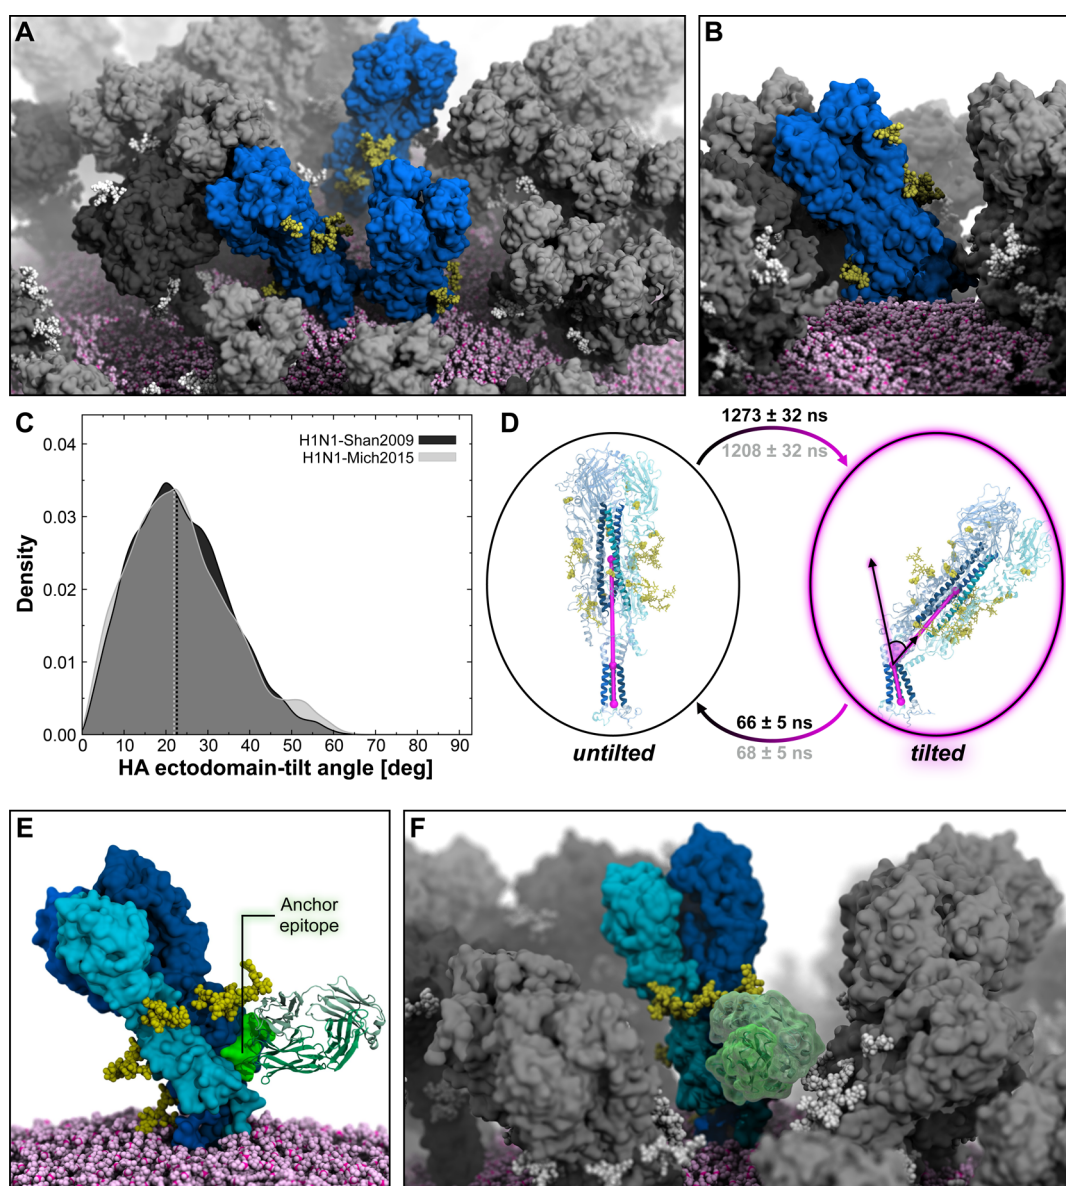 A
B
C
H1N1-Shan2009
H1N1-Mich2015
0.04
0.03
0.02
0.01
0.00
Density
0 10 20 30 40 50 60 70 80 90
HA ectodomain-tilt angle [deg]
D
1273 ± 32 ns
1208 ± 32 ns
66 ± 5 ns
68 ± 5 ns
untilted
tilted
E
Anchor
epitope
F